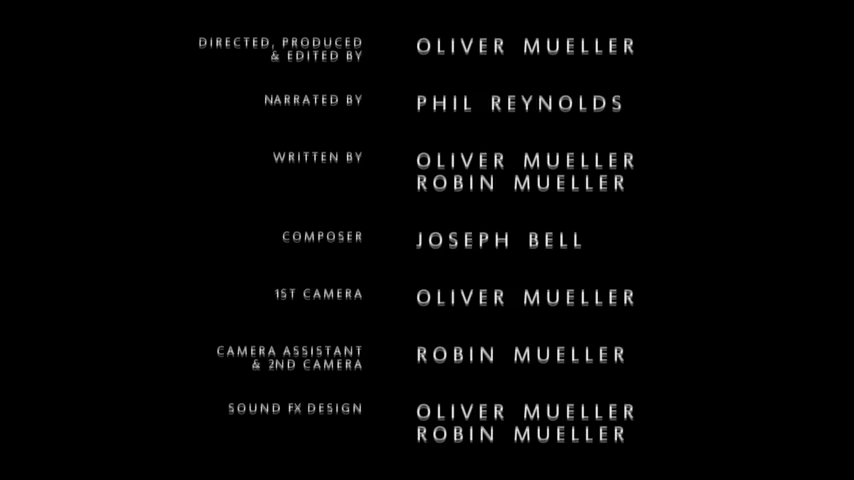 DIRECTED, PRODUCED
& EDITED BY
OLIVER MUELLER
NARRATED BY
PHIL REYNOLDS
WRITTEN BY
OLIVER MUELLER
ROBIN MUELLER
COMPOSER
JOSEPH BELL
1ST CAMERA
OLIVER MUELLER
CAMERA ASSISTANT
& 2ND CAMERA
ROBIN MUELLER
SOUND FX DESIGN
OLIVER MUELLER
ROBIN MUELLER